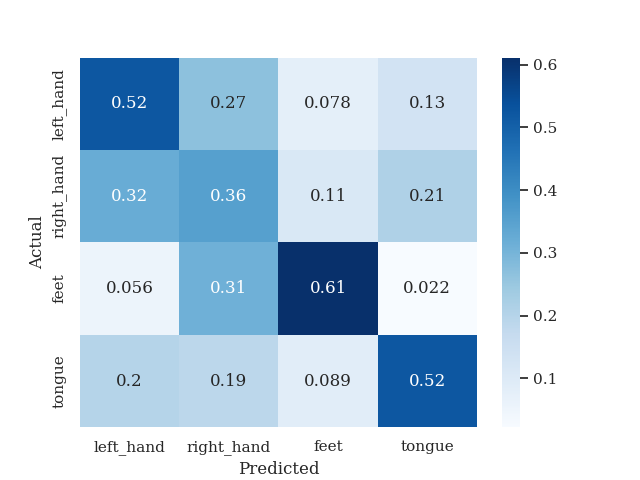 left_hand 0.52 0.27 0.078 0.13
right_hand 0.32 0.36 0.11 0.21
feet 0.056 0.31 0.61 0.022
tongue 0.2 0.19 0.089 0.52
left_hand right_hand feet tongue
Predicted
Actual
0.6
0.5
0.4
0.3
0.2
0.1